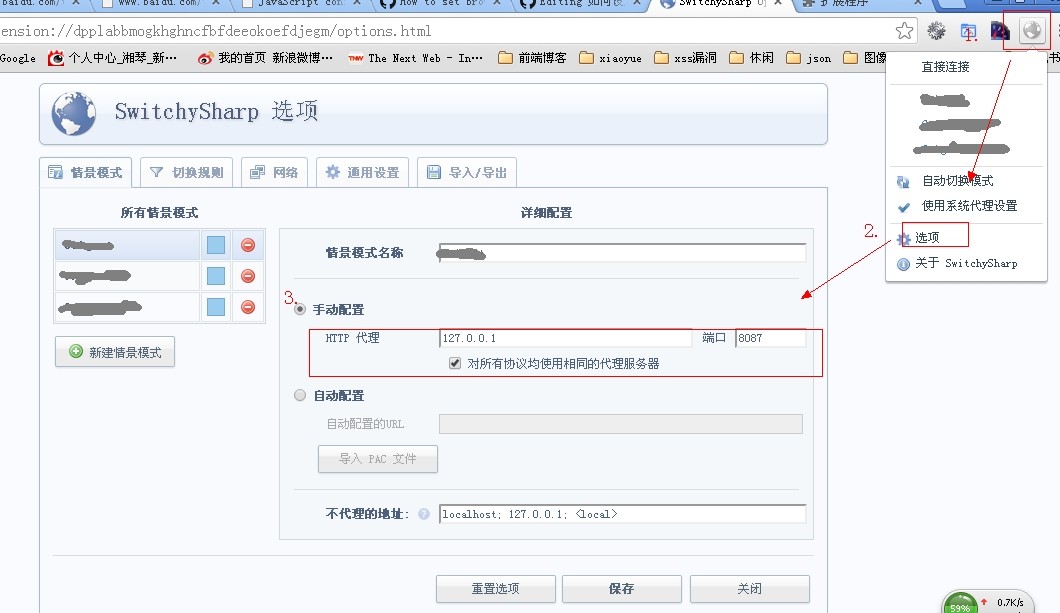 www.baidu.com/
JavaScript con
How to set bro
Editing 如何设
SwitchySharp
扩展程序
ension://dpplabbmogkhghncfbfdeeokoefdjegm/options.html
1.
Google 个人中心_湘琴_新… 我的首页 新浪微博… The Next Web - In… 前端博客 xiaoyue xss漏洞 休闲 json 图像
SwitchySharp 选项
直接连接
自动切换模式
使用系统代理设置
2.
选项
关于 SwitchySharp
情景模式 切换规则 网络 通用设置 导入/导出
所有情景模式
新建情景模式
详细配置
情景模式名称
3.
手动配置
HTTP 代理 127.0.0.1 端口 8087
对所有协议均使用相同的代理服务器
自动配置
自动配置的URL
导入 PAC 文件
不代理的地址: ? localhost; 127.0.0.1; <local>
重置选项 保存 关闭
59% 0.7K/s